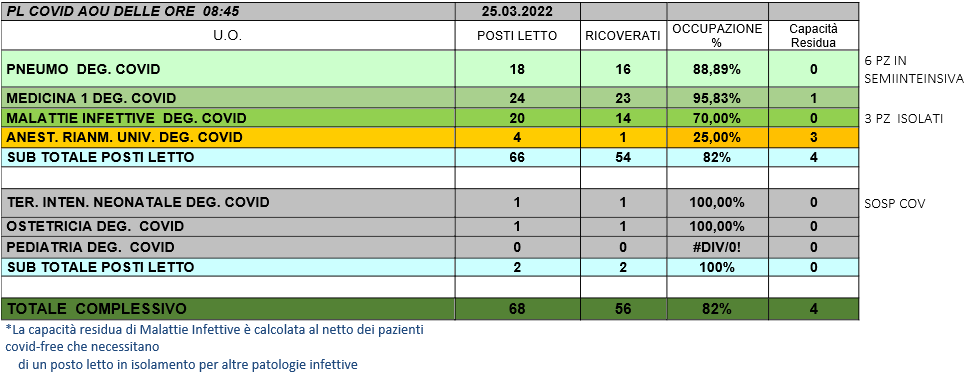 PL COVID AOU DELLE ORE 08:45 25.03.2022
U.O. POSTI LETTO RICOVERATI OCCUPAZIONE % Capacità Residua
PNEUMO DEG. COVID 18 16 88,89% 0 6 PZ IN SEMIINTEINSIVA
MEDICINA 1 DEG. COVID 24 23 95,83% 1
MALATTIE INFETTIVE DEG. COVID 20 14 70,00% 0 3 PZ ISOLATI
ANEST. RIANM. UNIV. DEG. COVID 4 1 25,00% 3
SUB TOTALE POSTI LETTO 66 54 82% 4
TER. INTEN. NEONATALE DEG. COVID 1 1 100,00% 0 SOSP COV
OSTETRICIA DEG. COVID 1 1 100,00% 0
PEDIATRIA DEG. COVID 0 0 #DIV/0! 0
SUB TOTALE POSTI LETTO 2 2 100% 0
TOTALE COMPLESSIVO 68 56 82% 4
*La capacità residua di Malattie Infettive è calcolata al netto dei pazienti
covid-free che necessitano
di un posto letto in isolamento per altre patologie infettive